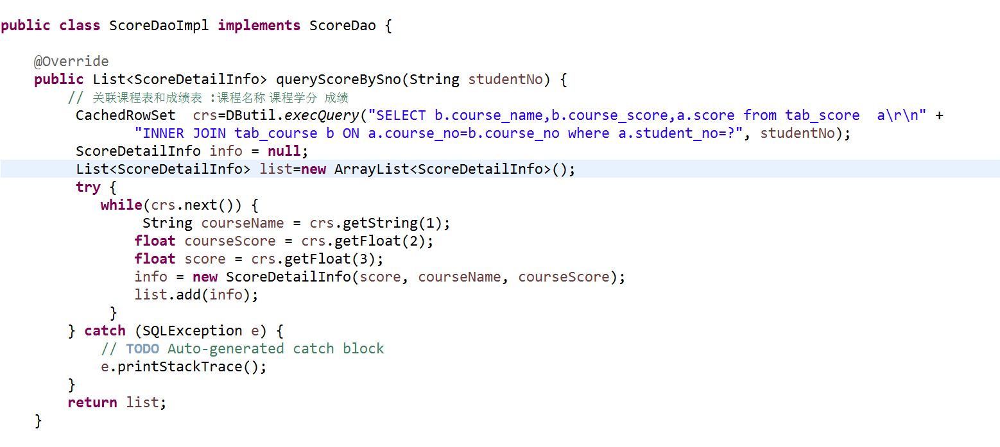 public class ScoreDaoImpl implements ScoreDao {
@Override
public List<ScoreDetailInfo> queryScoreBySno(String studentNo) {
// 关联课程表和成绩表 :课程名称 课程学分 成绩
CachedRowSet  crs=DButil.execQuery("SELECT b.course_name,b.course_score,a.score from tab_score  a\r\n" +
"INNER JOIN tab_course b ON a.course_no=b.course_no where a.student_no=?", studentNo);
ScoreDetailInfo info = null;
List<ScoreDetailInfo> list=new ArrayList<ScoreDetailInfo>();
try {
while(crs.next()) {
String courseName = crs.getString(1);
float courseScore = crs.getFloat(2);
float score = crs.getFloat(3);
info = new ScoreDetailInfo(score, courseName, courseScore);
list.add(info);
}
} catch (SQLException e) {
// TODO Auto-generated catch block
e.printStackTrace();
}
return list;
}